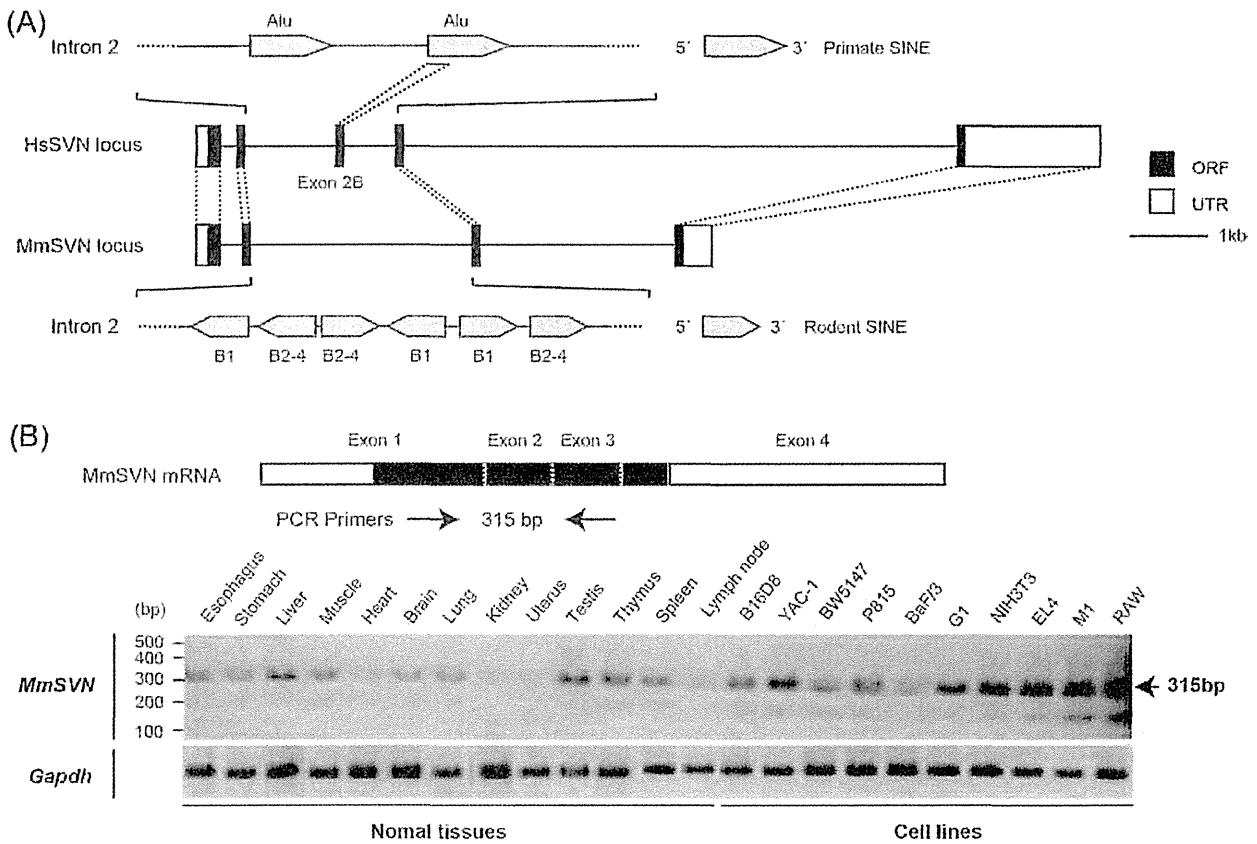 (A)
Alu Alu
Intron 2 5´ 3´ Primate SINE
HsSVN locus
Exon 2B
ORF
UTR
MmSVN locus
1kb
Intron 2 5´ 3´ Rodent SINE
B1 B2-4 B2-4 B1 B1 B2-4
(B)
Exon 1 Exon 2 Exon 3 Exon 4
MmSVN mRNA
PCR Primers 315 bp
Esophagus Stomach Liver Muscle Heart Brain Lung Kidney Uterus Testis Thymus Spleen Lymph node B16D8 YAC-1 BW5147 P815 BaF/3 G1 NIH3T3 EL4 M1 RAW
(bp)
500
400
300
200
100
MmSVN
315bp
Gapdh
Nomal tissues Cell lines